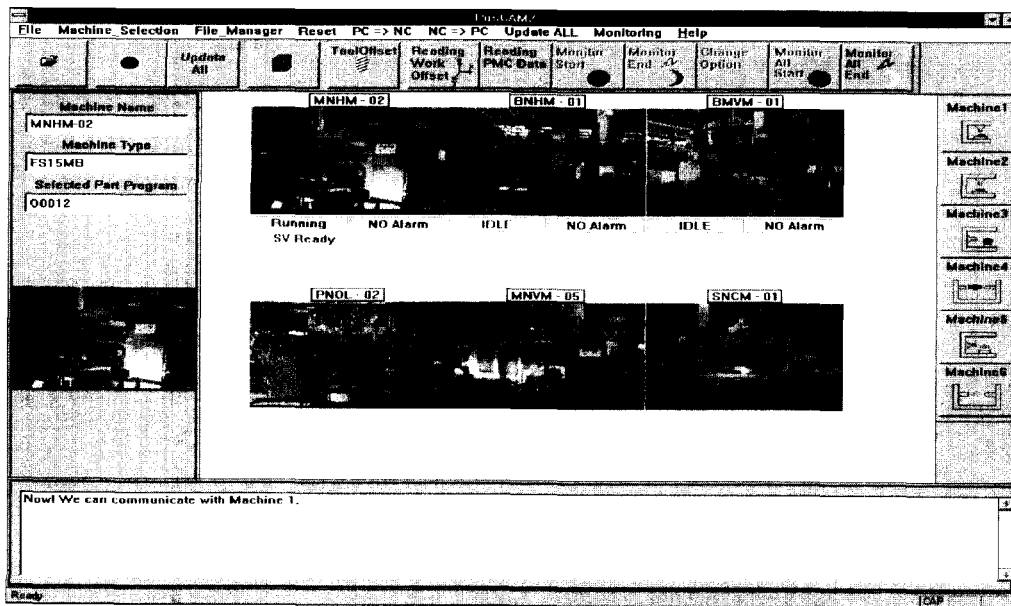 File Machine_Selection File_Manager Reset PC => NC NC => PC Update ALL Monitoring Help
Update All
ToolOffset
Reading Work Offset
Reading PMC Data
Monitor Start
Monitor End
Change Option
Monitor All Start
Monitor All End
Machine Name
MNHM-02
Machine Type
FS15MB
Selected Part Program
O0012
MNHM - 02
BNHM - 01
BMVM - 01
Running NO Alarm IDLE NO Alarm IDLE NO Alarm
SV Ready
PNOL - 02
MNVM - 05
SNCM - 01
Machine1
Machine2
Machine3
Machine4
Machine5
Machine6
Now! We can communicate with Machine 1.
Ready
CAP